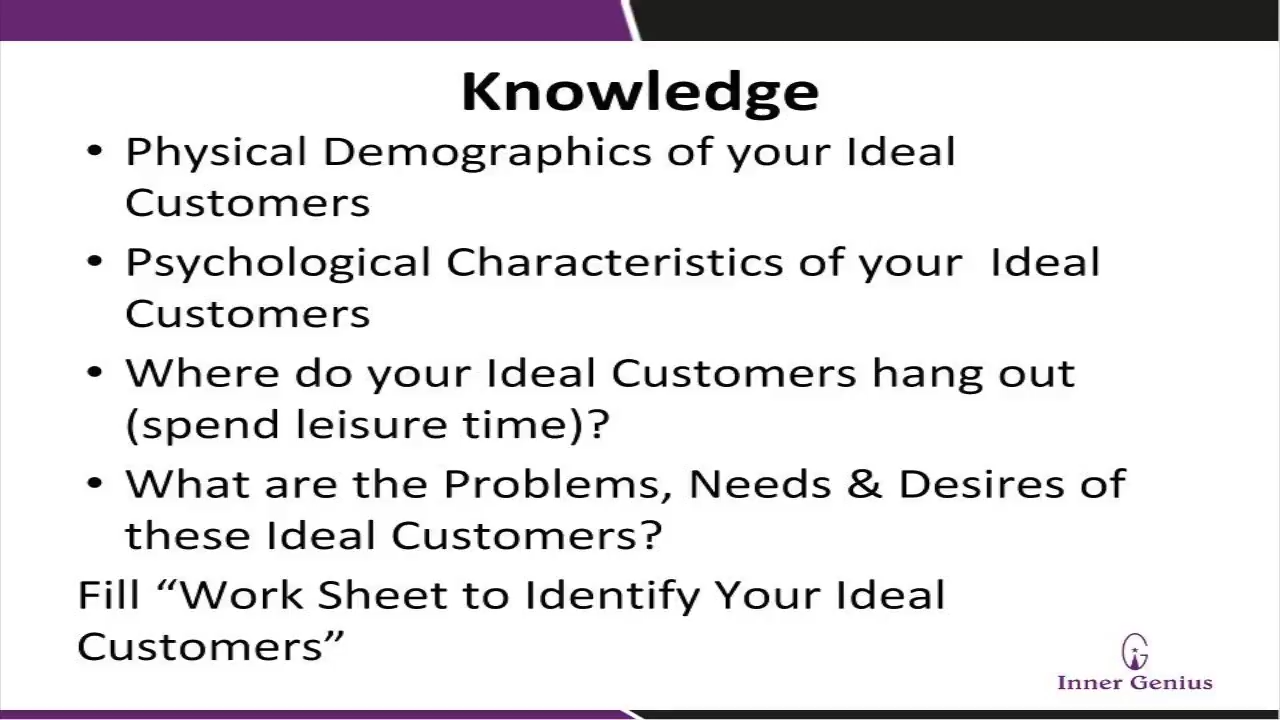 Knowledge
• Physical Demographics of your Ideal
Customers
• Psychological Characteristics of your  Ideal
Customers
• Where do your Ideal Customers hang out
(spend leisure time)?
• What are the Problems, Needs & Desires of
these Ideal Customers?
Fill “Work Sheet to Identify Your Ideal
Customers”
Inner Genius